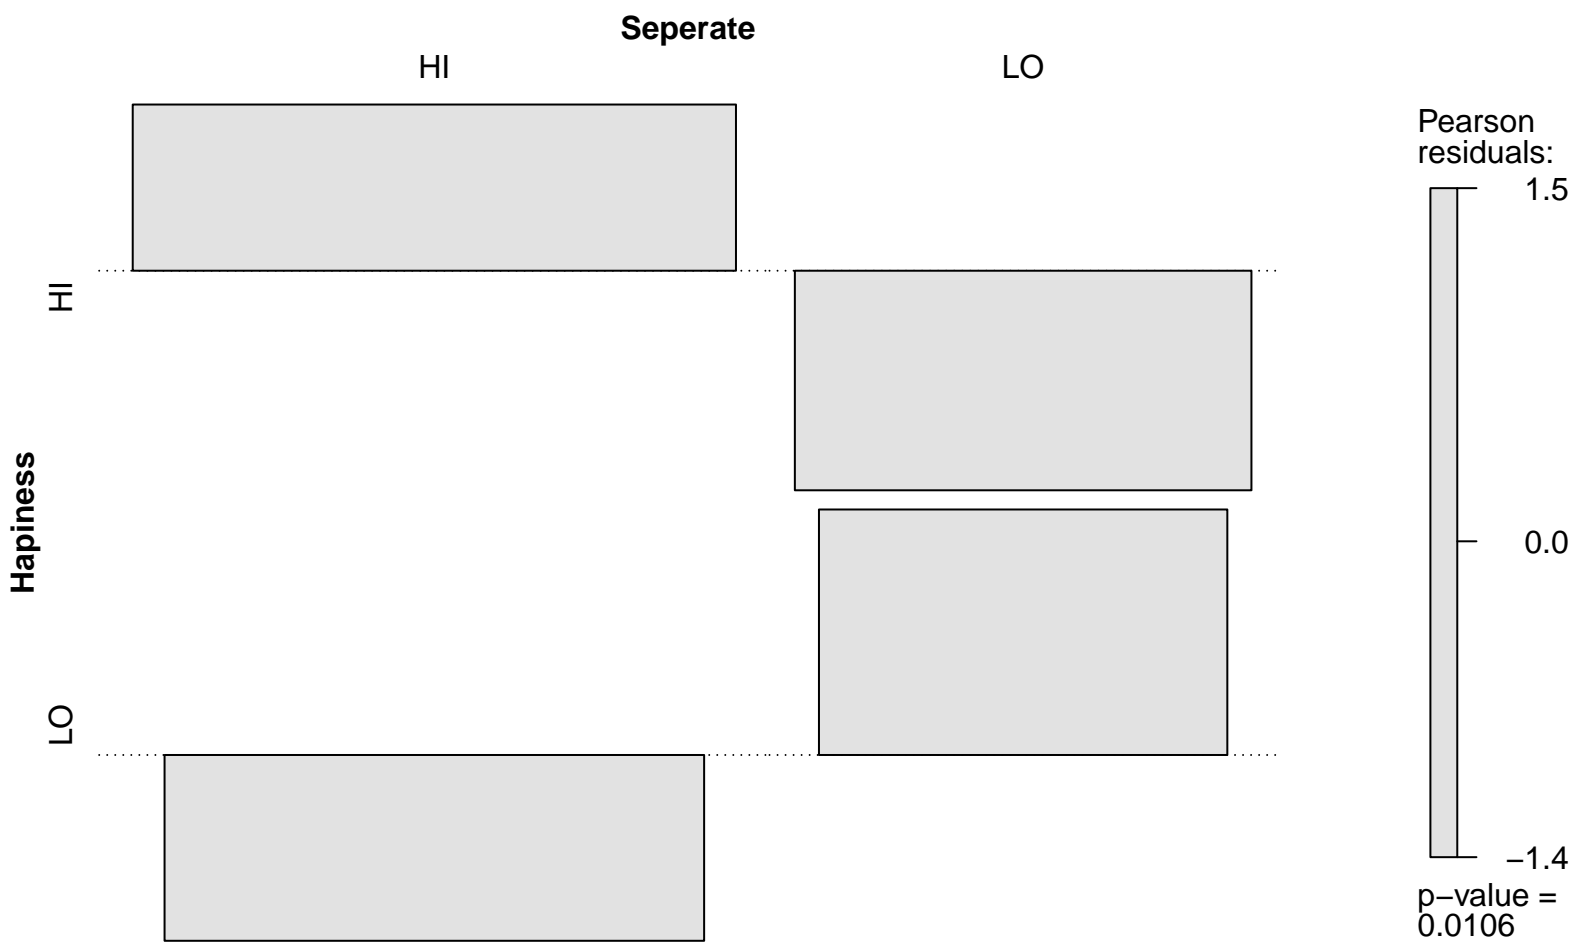 Seperate
HI
LO
Hapiness
HI
LO
Pearson
residuals:
1.5
0.0
−1.4
p−value =
0.0106